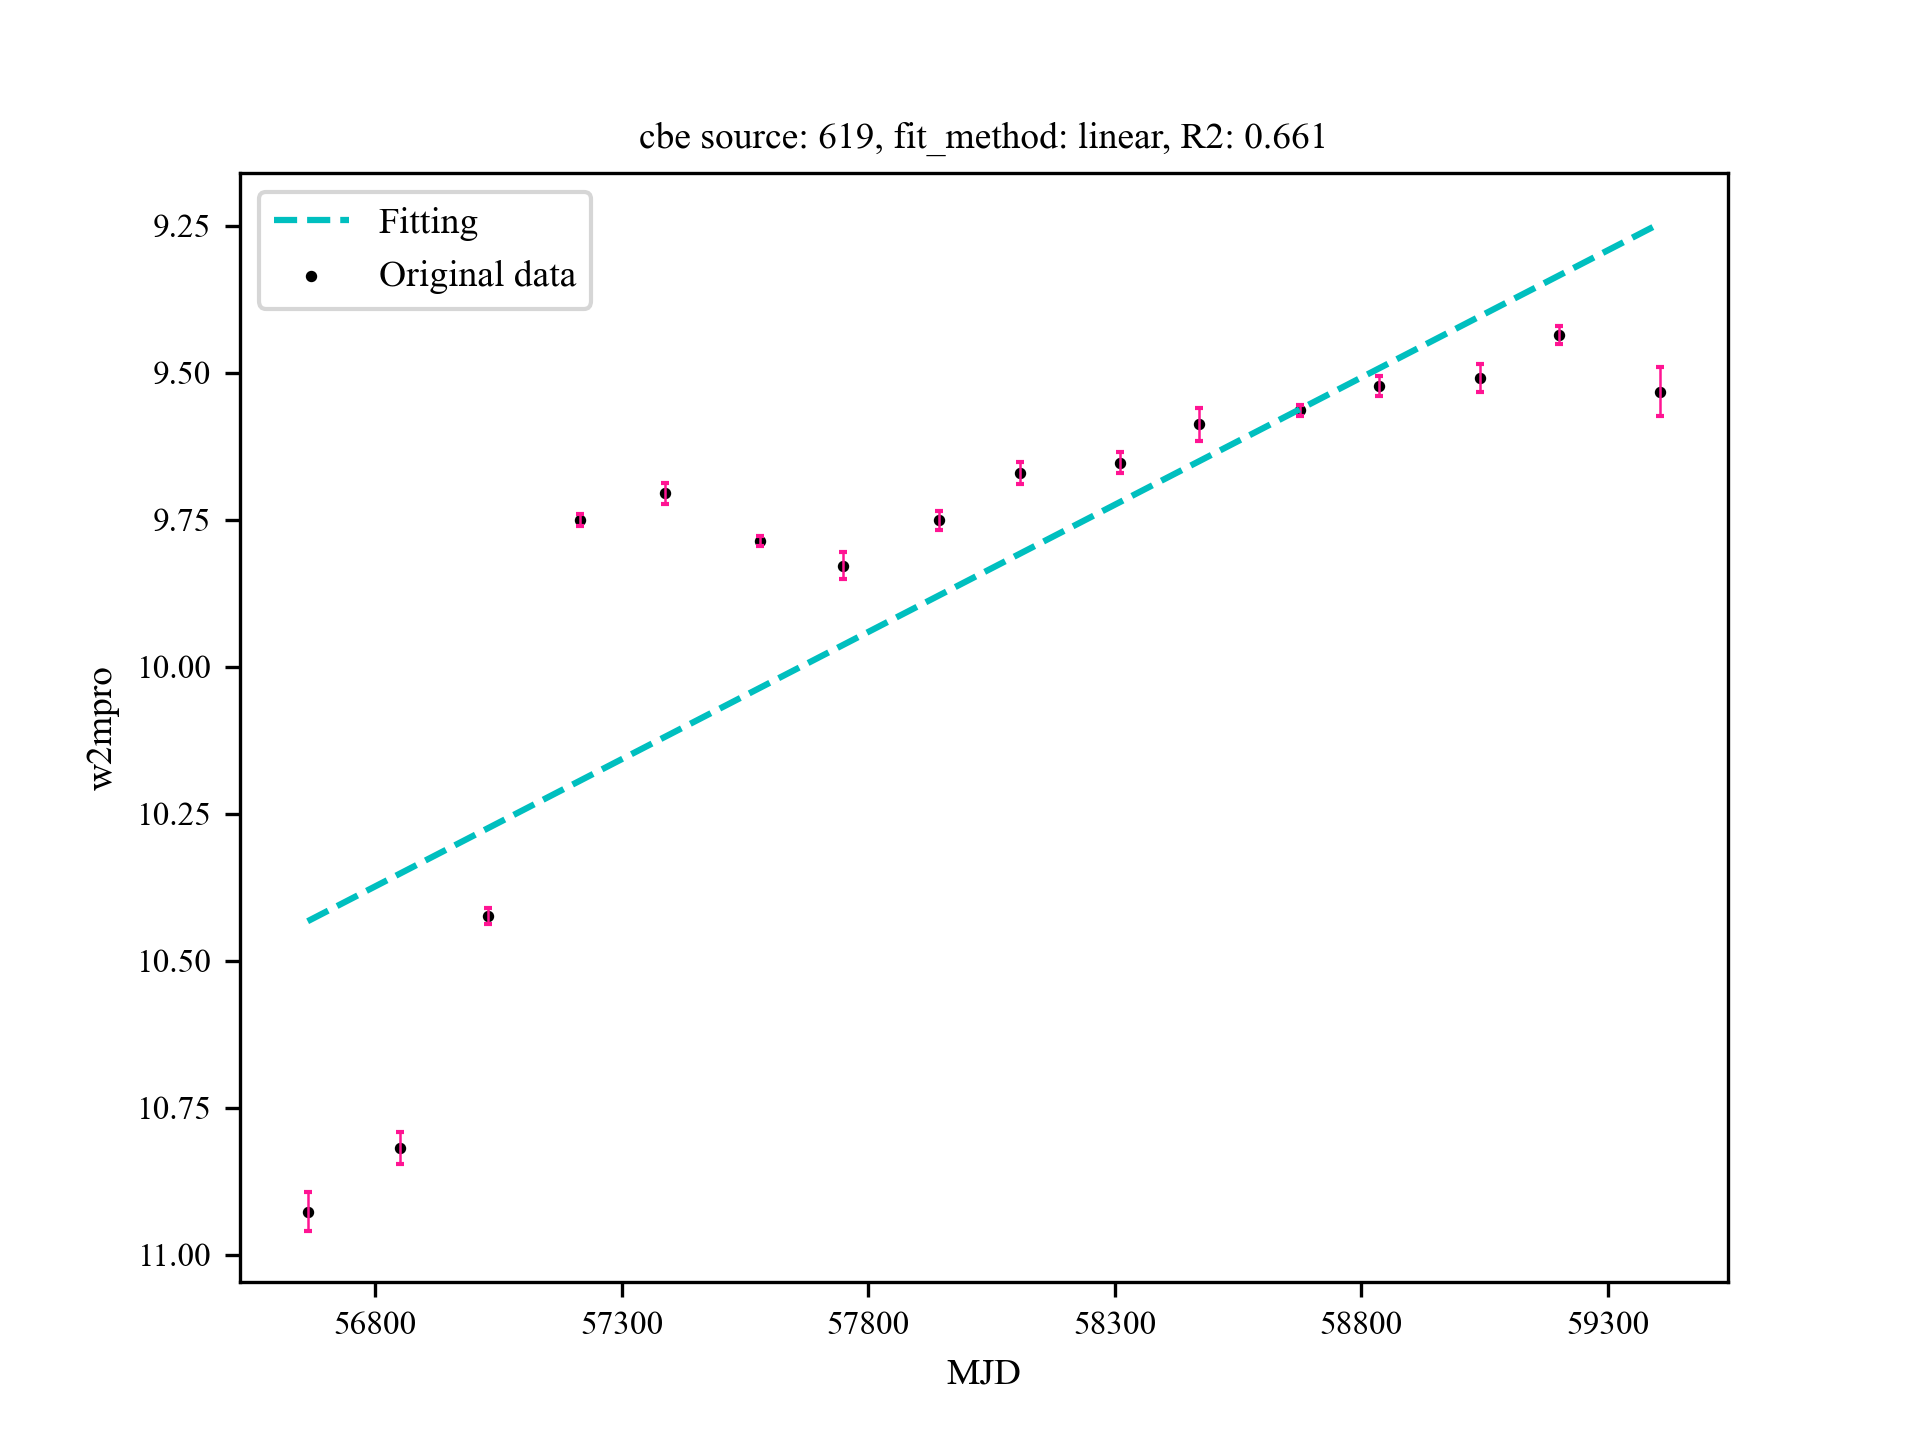 cbe source: 619, fit_method: linear, R2: 0.661
Fitting
Original data
9.25
9.50
9.75
10.00
10.25
10.50
10.75
11.00
w2mpro
56800 57300 57800 58300 58800 59300
MJD